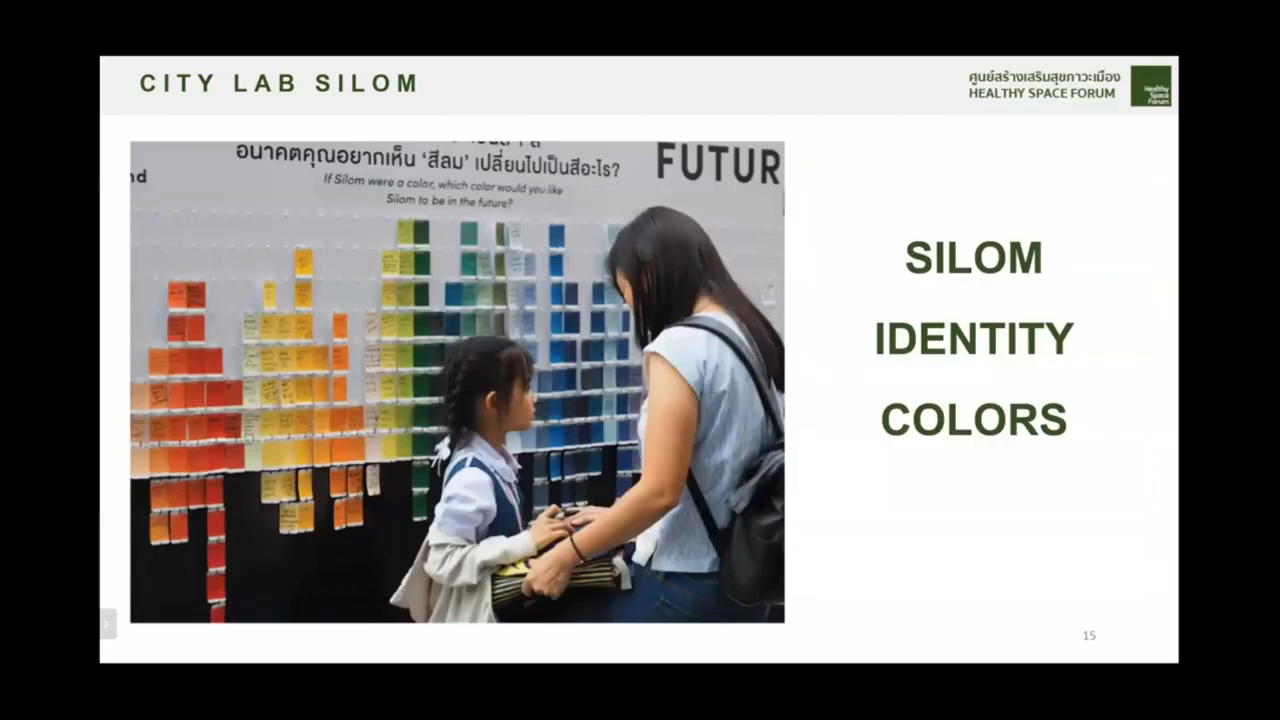 CITY LAB SILOM
ศูนย์สร้างเสริมสุขภาวะเมือง
HEALTHY SPACE FORUM
Healthy
Space
Forum
อนาคตคุณอยากเห็น ‘สีลม’ เปลี่ยนไปเป็นสีอะไร?
If Silom were a color, which color would you like
Silom to be in the future?
FUTUR
nd
SILOM
IDENTITY
COLORS
15